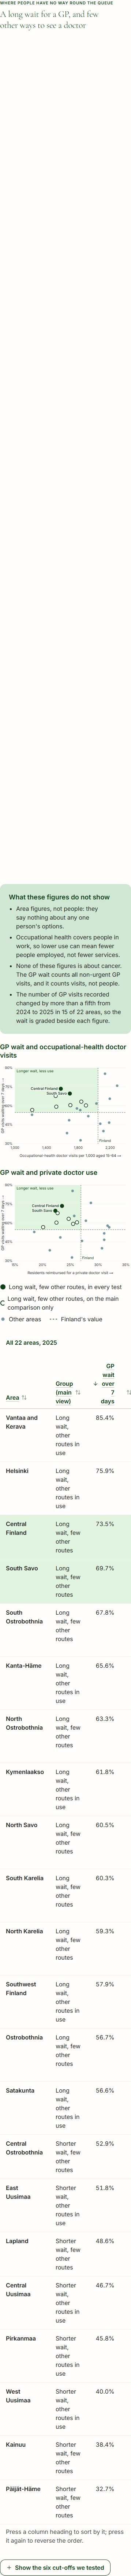 WHERE PEOPLE HAVE NO WAY ROUND THE QUEUE
A long wait for a GP, and few
other ways to see a doctor
What these figures do not show
Area figures, not people: they
say nothing about any one
person's options.
Occupational health covers people in
work, so lower use can mean fewer
people employed, not fewer services.
None of these figures is about cancer.
The GP wait counts all non-urgent GP
visits, and it counts visits, not people.
The number of GP visits recorded
changed by more than a fifth from
2024 to 2025 in 15 of 22 areas, so the
wait is graded beside each figure.
GP wait and occupational-health doctor
visits
Longer wait, less use
Central Finland
South Savo
Finland
Occupational-health doctor visits per 1,000 aged 15–69 →
GP wait and private doctor use
Longer wait, less use
Central Finland
South Savo
Finland
Residents reimbursed for a private doctor visit →
Long wait, few other routes, in every test
Long wait, few other routes, on the main
comparison only
Other areas
Finland's value
All 22 areas, 2025
Area ↑↓ Group (main view) ↑↓ ↓ GP wait over 7 days ↑↓
Vantaa and Kerava Long wait, other routes in use 85.4%
Helsinki Long wait, other routes in use 75.9%
Central Finland Long wait, few other routes 73.5%
South Savo Long wait, few other routes 69.7%
South Ostrobothnia Long wait, few other routes 67.8%
Kanta-Häme Long wait, other routes in use 65.6%
North Ostrobothnia Long wait, few other routes 63.3%
Kymenlaakso Long wait, other routes in use 61.8%
North Savo Long wait, few other routes 60.5%
South Karelia Long wait, few other routes 60.3%
North Karelia Long wait, few other routes 59.3%
Southwest Finland Long wait, other routes in use 57.9%
Ostrobothnia Long wait, few other routes 56.7%
Satakunta Long wait, other routes in use 56.6%
Central Ostrobothnia Shorter wait, few other routes 52.9%
East Uusimaa Shorter wait, other routes in use 51.8%
Lapland Shorter wait, few other routes 48.6%
Central Uusimaa Shorter wait, other routes in use 46.7%
Pirkanmaa Shorter wait, other routes in use 45.8%
West Uusimaa Shorter wait, other routes in use 40.0%
Kainuu Shorter wait, few other routes 38.4%
Päijät-Häme Shorter wait, few other routes 32.7%
Press a column heading to sort by it; press
it again to reverse the order.
+ Show the six cut-offs we tested